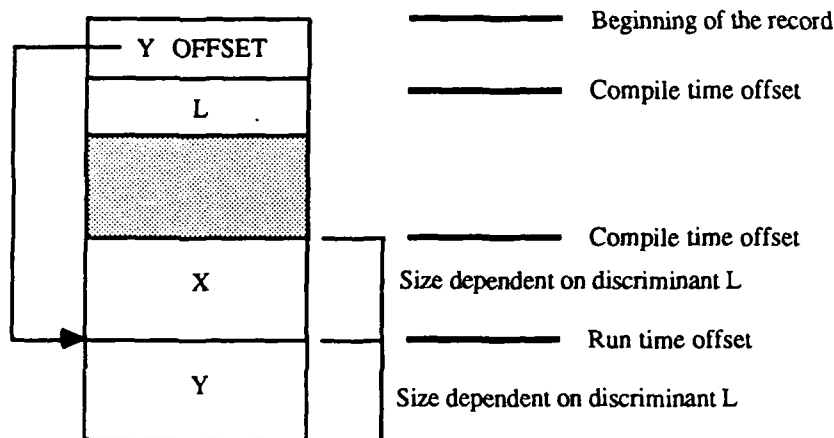 Y OFFSET
Beginning of the record
L
Compile time offset
Compile time offset
X
Size dependent on discriminant L
Run time offset
Y
Size dependent on discriminant L